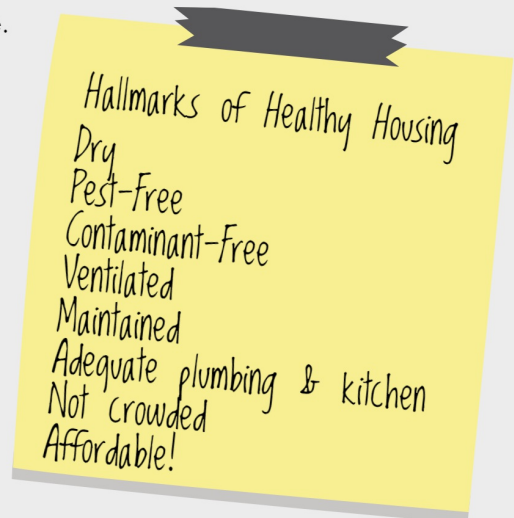 e.
Hallmarks of Healthy Housing
Dry
Pest-Free
Contaminant-Free
Ventilated
Maintained
Adequate plumbing & kitchen
Not crowded
Affordable!